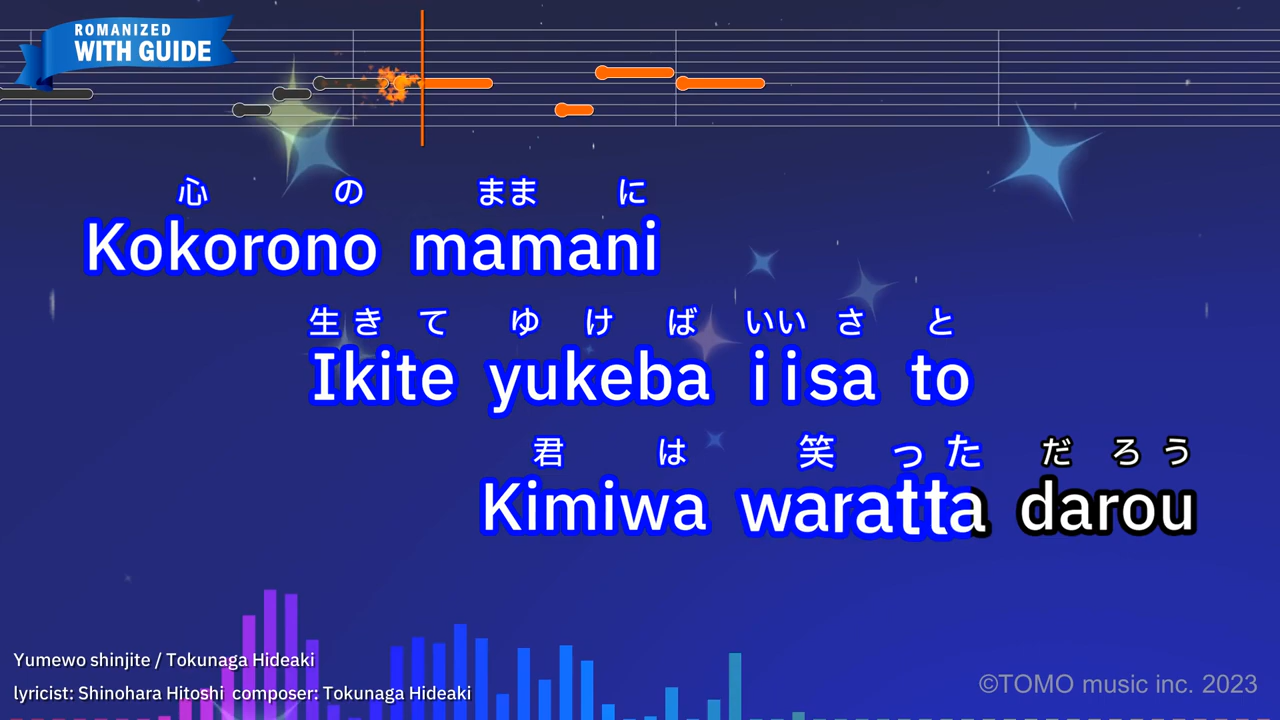 ROMANIZED
WITH GUIDE
心 の まま に
Kokorono mamani
生 き て ゆ け ば いい さ と
Ikite yukeba iisa to
君 は 笑 っ た だ ろ う
Kimiwa waratta darou
Yumewo shinjite / Tokunaga Hideaki
lyricist: Shinohara Hitoshi composer: Tokunaga Hideaki
©TOMO music inc. 2023